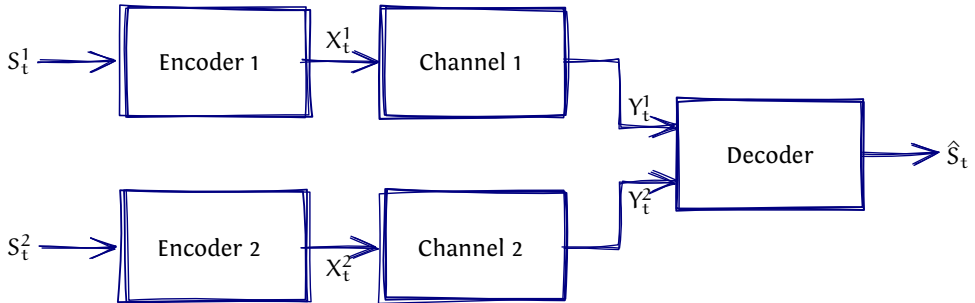 S_t^1 Encoder 1 X_t^1 Channel 1
Y_t^1
Decoder Ŝ_t
Y_t^2
S_t^2 Encoder 2 X_t^2 Channel 2